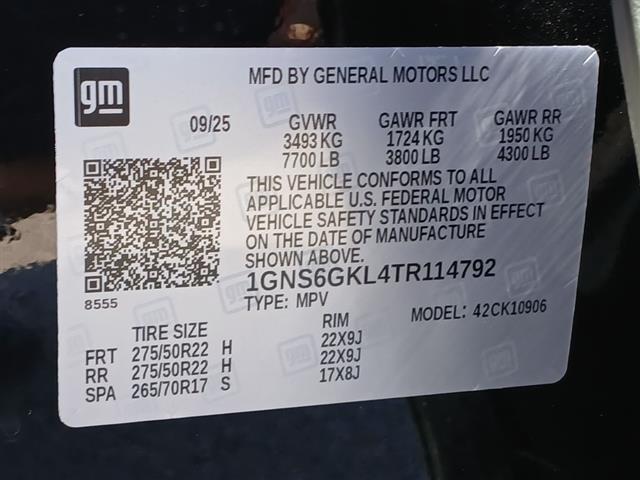 gm
MFD BY GENERAL MOTORS LLC
09/25 GVWR GAWR FRT GAWR RR
3493 KG 1724 KG 1950 KG
7700 LB 3800 LB 4300 LB
THIS VEHICLE CONFORMS TO ALL
APPLICABLE U.S. FEDERAL MOTOR
VEHICLE SAFETY STANDARDS IN EFFECT
ON THE DATE OF MANUFACTURE
SHOWN ABOVE.
8555
1GNS6GKL4TR114792
TYPE: MPV MODEL: 42CK10906
TIRE SIZE RIM
FRT 275/50R22 H 22X9J
RR 275/50R22 H 22X9J
SPA 265/70R17 S 17X8J